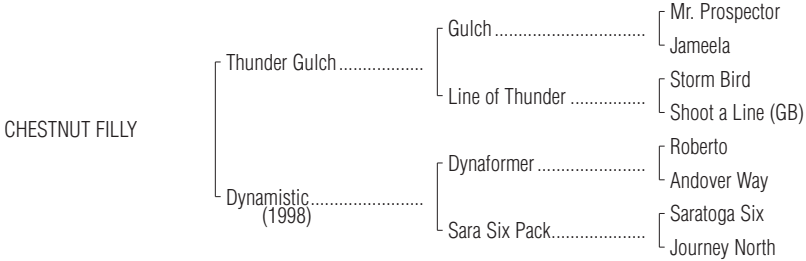 Mr. Prospector
Gulch ..............................
Jameela
Thunder Gulch.................
Storm Bird
Line of Thunder ...............
Shoot a Line (GB)
CHESTNUT FILLY
Roberto
Dynaformer .....................
Andover Way
Dynamistic.......................
(1998)
Saratoga Six
Sara Six Pack...................
Journey North